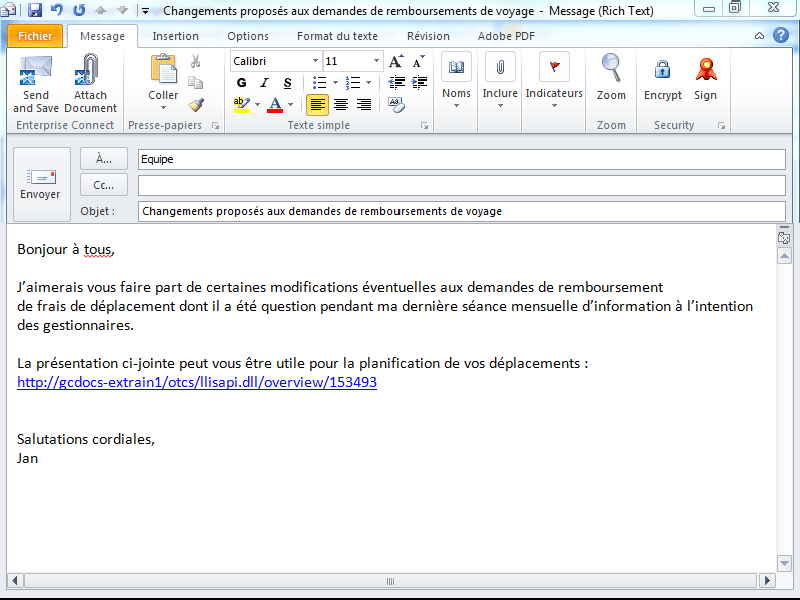 Changements proposés aux demandes de remboursements de voyage - Message (Rich Text)
Fichier Message Insertion Options Format du texte Révision Adobe PDF
Send and Save
Attach Document
Enterprise Connect
Coller
Presse-papiers
Calibri 11
G I S
Texte simple
Noms
Inclure
Indicateurs
Zoom
Zoom
Encrypt
Sign
Security
Envoyer
À... Equipe
Cc...
Objet : Changements proposés aux demandes de remboursements de voyage
Bonjour à tous,
J’aimerais vous faire part de certaines modifications éventuelles aux demandes de remboursement
de frais de déplacement dont il a été question pendant ma dernière séance mensuelle d’information à l’intention
des gestionnaires.
La présentation ci-jointe peut vous être utile pour la planification de vos déplacements :
http://gcdocs-extrain1/otcs/llisapi.dll/overview/153493
Salutations cordiales,
Jan